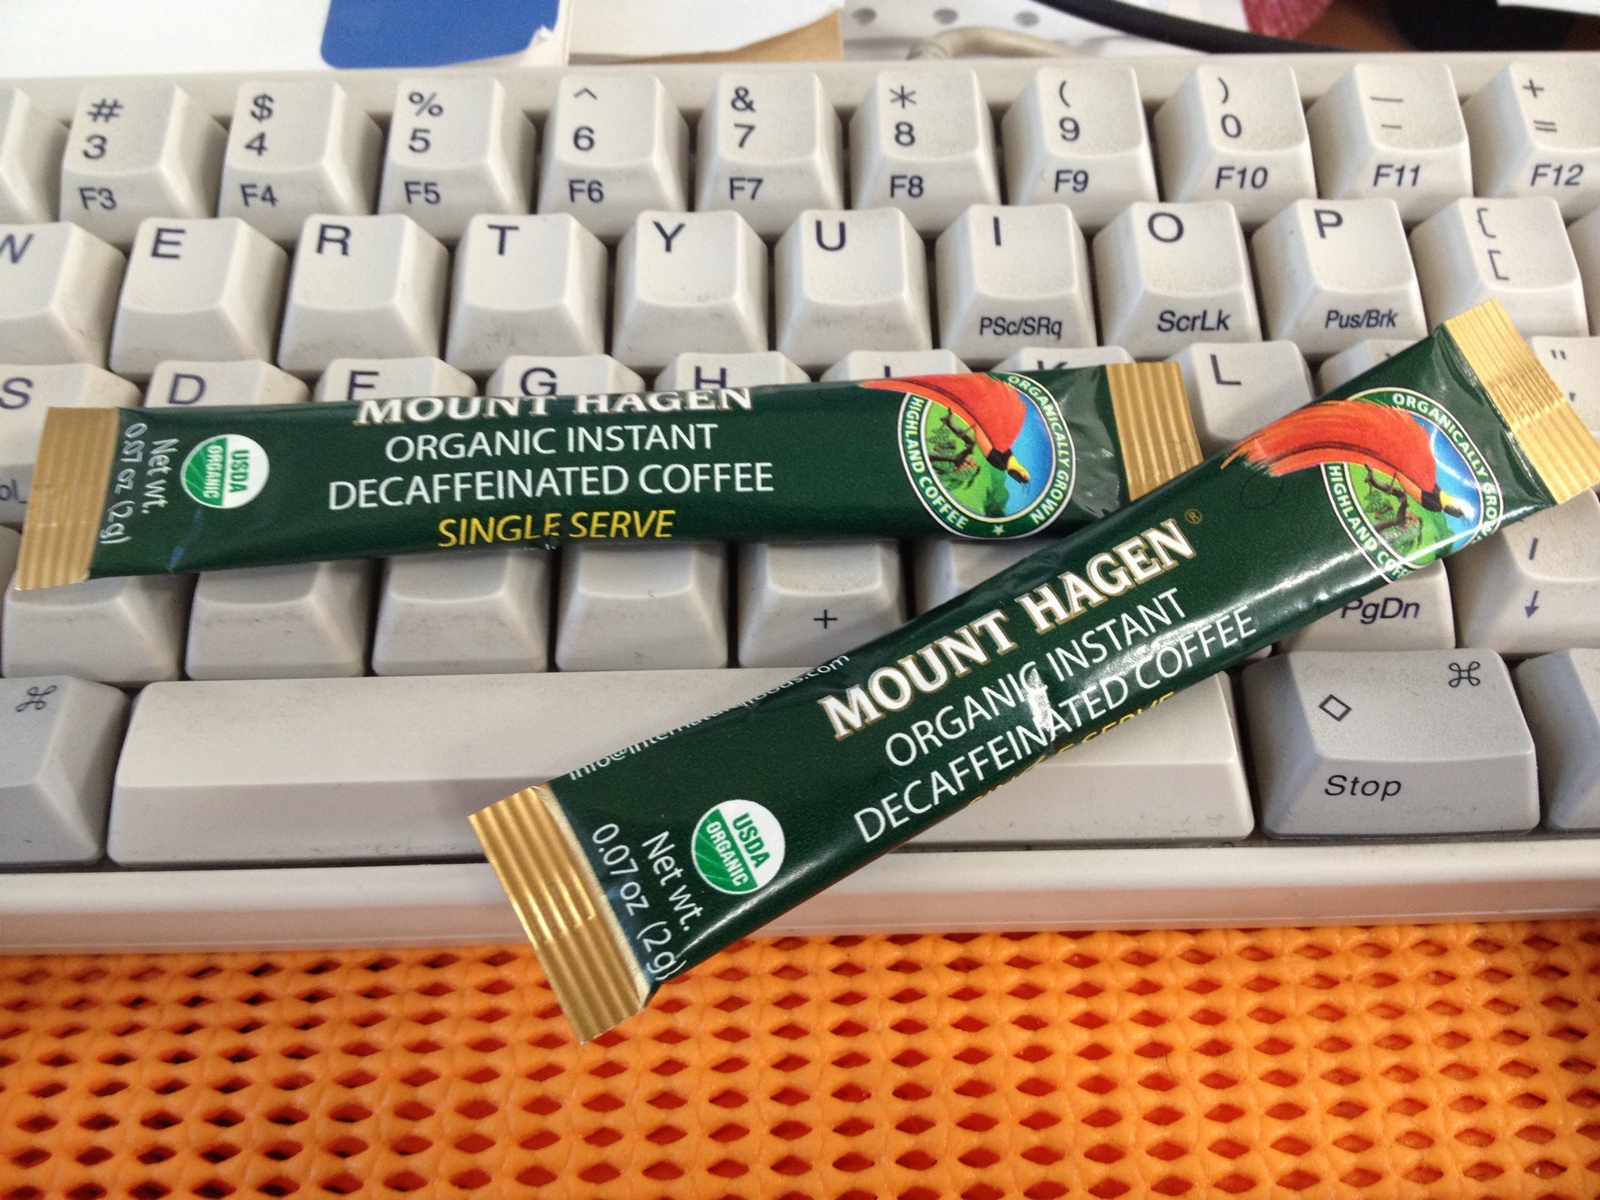 # $ % ^ & * ( ) — +
3 4 5 6 7 8 9 0 – =
F3 F4 F5 F6 F7 F8 F9 F10 F11 F12
W E R T Y U I O P { [
PSc/SRq ScrLk Pus/Brk
S D F G H K L "
MOUNT HAGEN
ORGANIC INSTANT
DECAFFEINATED COFFEE
SINGLE SERVE
Net wt.
0.07 oz (2g)
USDA
ORGANIC
ORGANICALLY GROWN
HIGHLAND COFFEE
+
PgDn
⌘ ◇ ⌘
Stop
MOUNT HAGEN®
ORGANIC INSTANT
DECAFFEINATED COFFEE
SERVE
Net wt.
0.07 oz (2g)
USDA
ORGANIC
ORGANICALLY GRO
HIGHLAND COFF